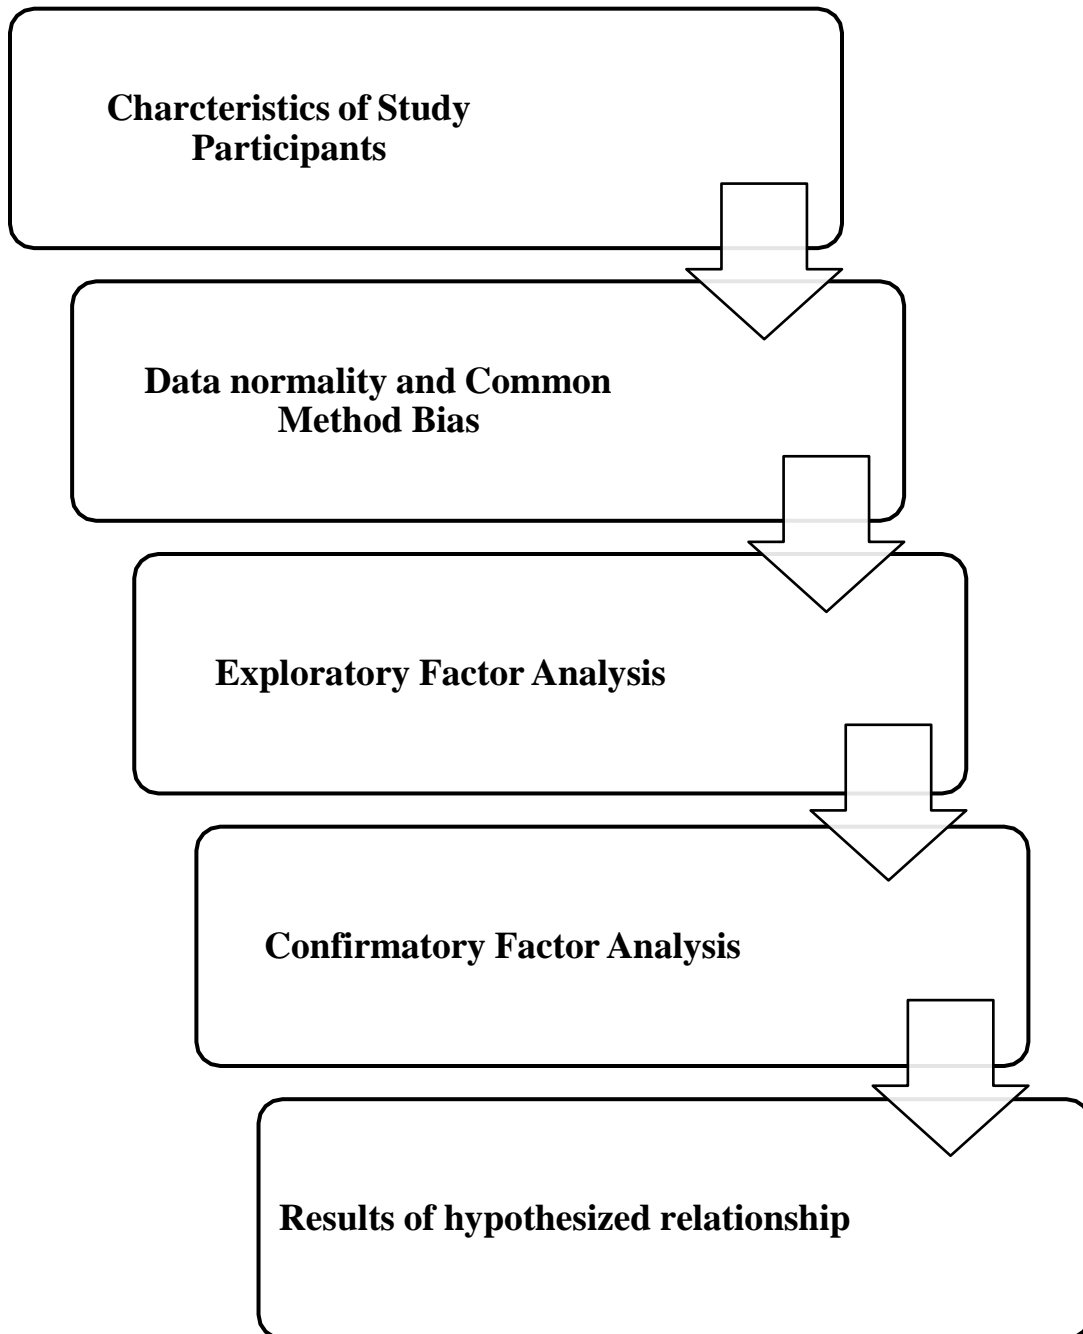 Charcteristics of Study
Participants
Data normality and Common
Method Bias
Exploratory Factor Analysis
Confirmatory Factor Analysis
Results of hypothesized relationship